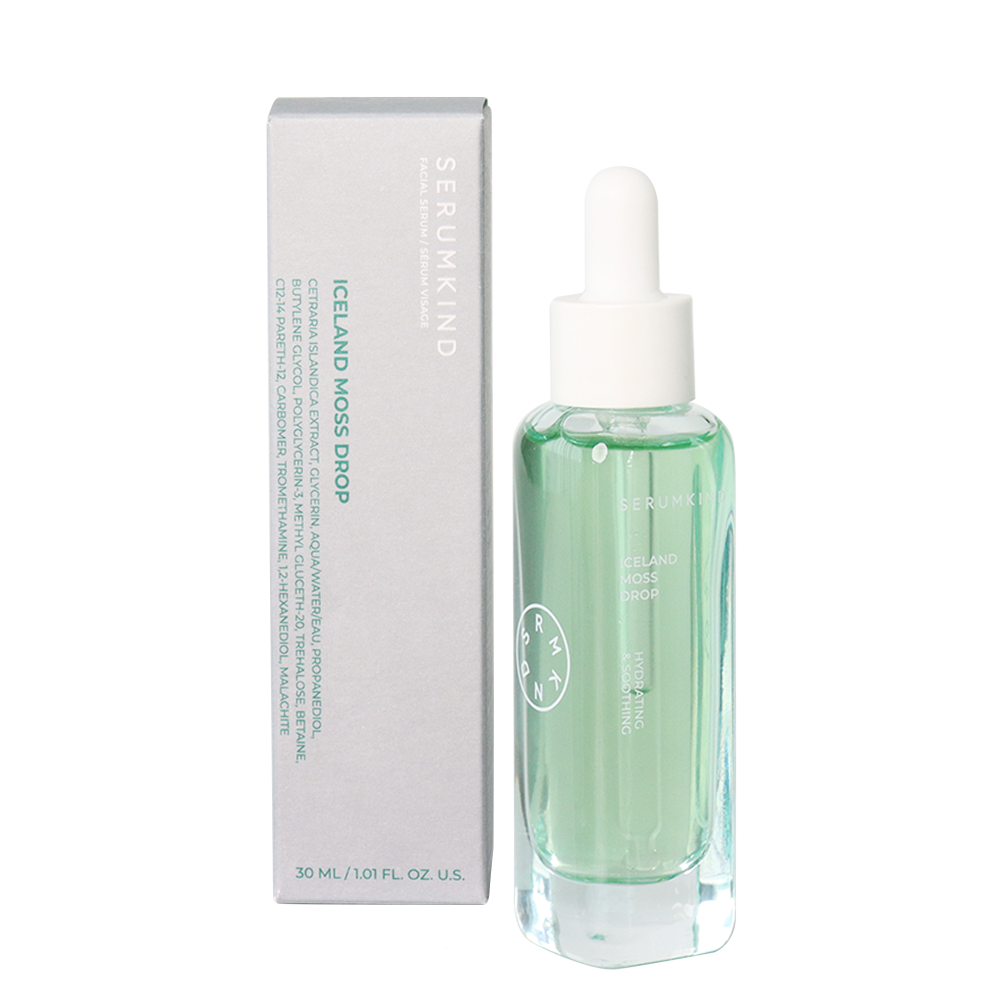 SERUMKIND
FACIAL SERUM / SÉRUM VISAGE
ICELAND MOSS DROP
CETRARIA ISLANDICA EXTRACT, GLYCERIN, AQUA/WATER/EAU, PROPANEDIOL,
BUTYLENE GLYCOL, POLYGLYCERIN-3, METHYL GLUCETH-20, TREHALOSE, BETAINE,
C12-14 PARETH-12, CARBOMER, TROMETHAMINE, 1,2-HEXANEDIOL, MALACHITE
30 ML / 1.01 FL. OZ. U.S.
SERUMKIND
ICELAND
MOSS
DROP
SRMKND
HYDRATING
& SOOTHING